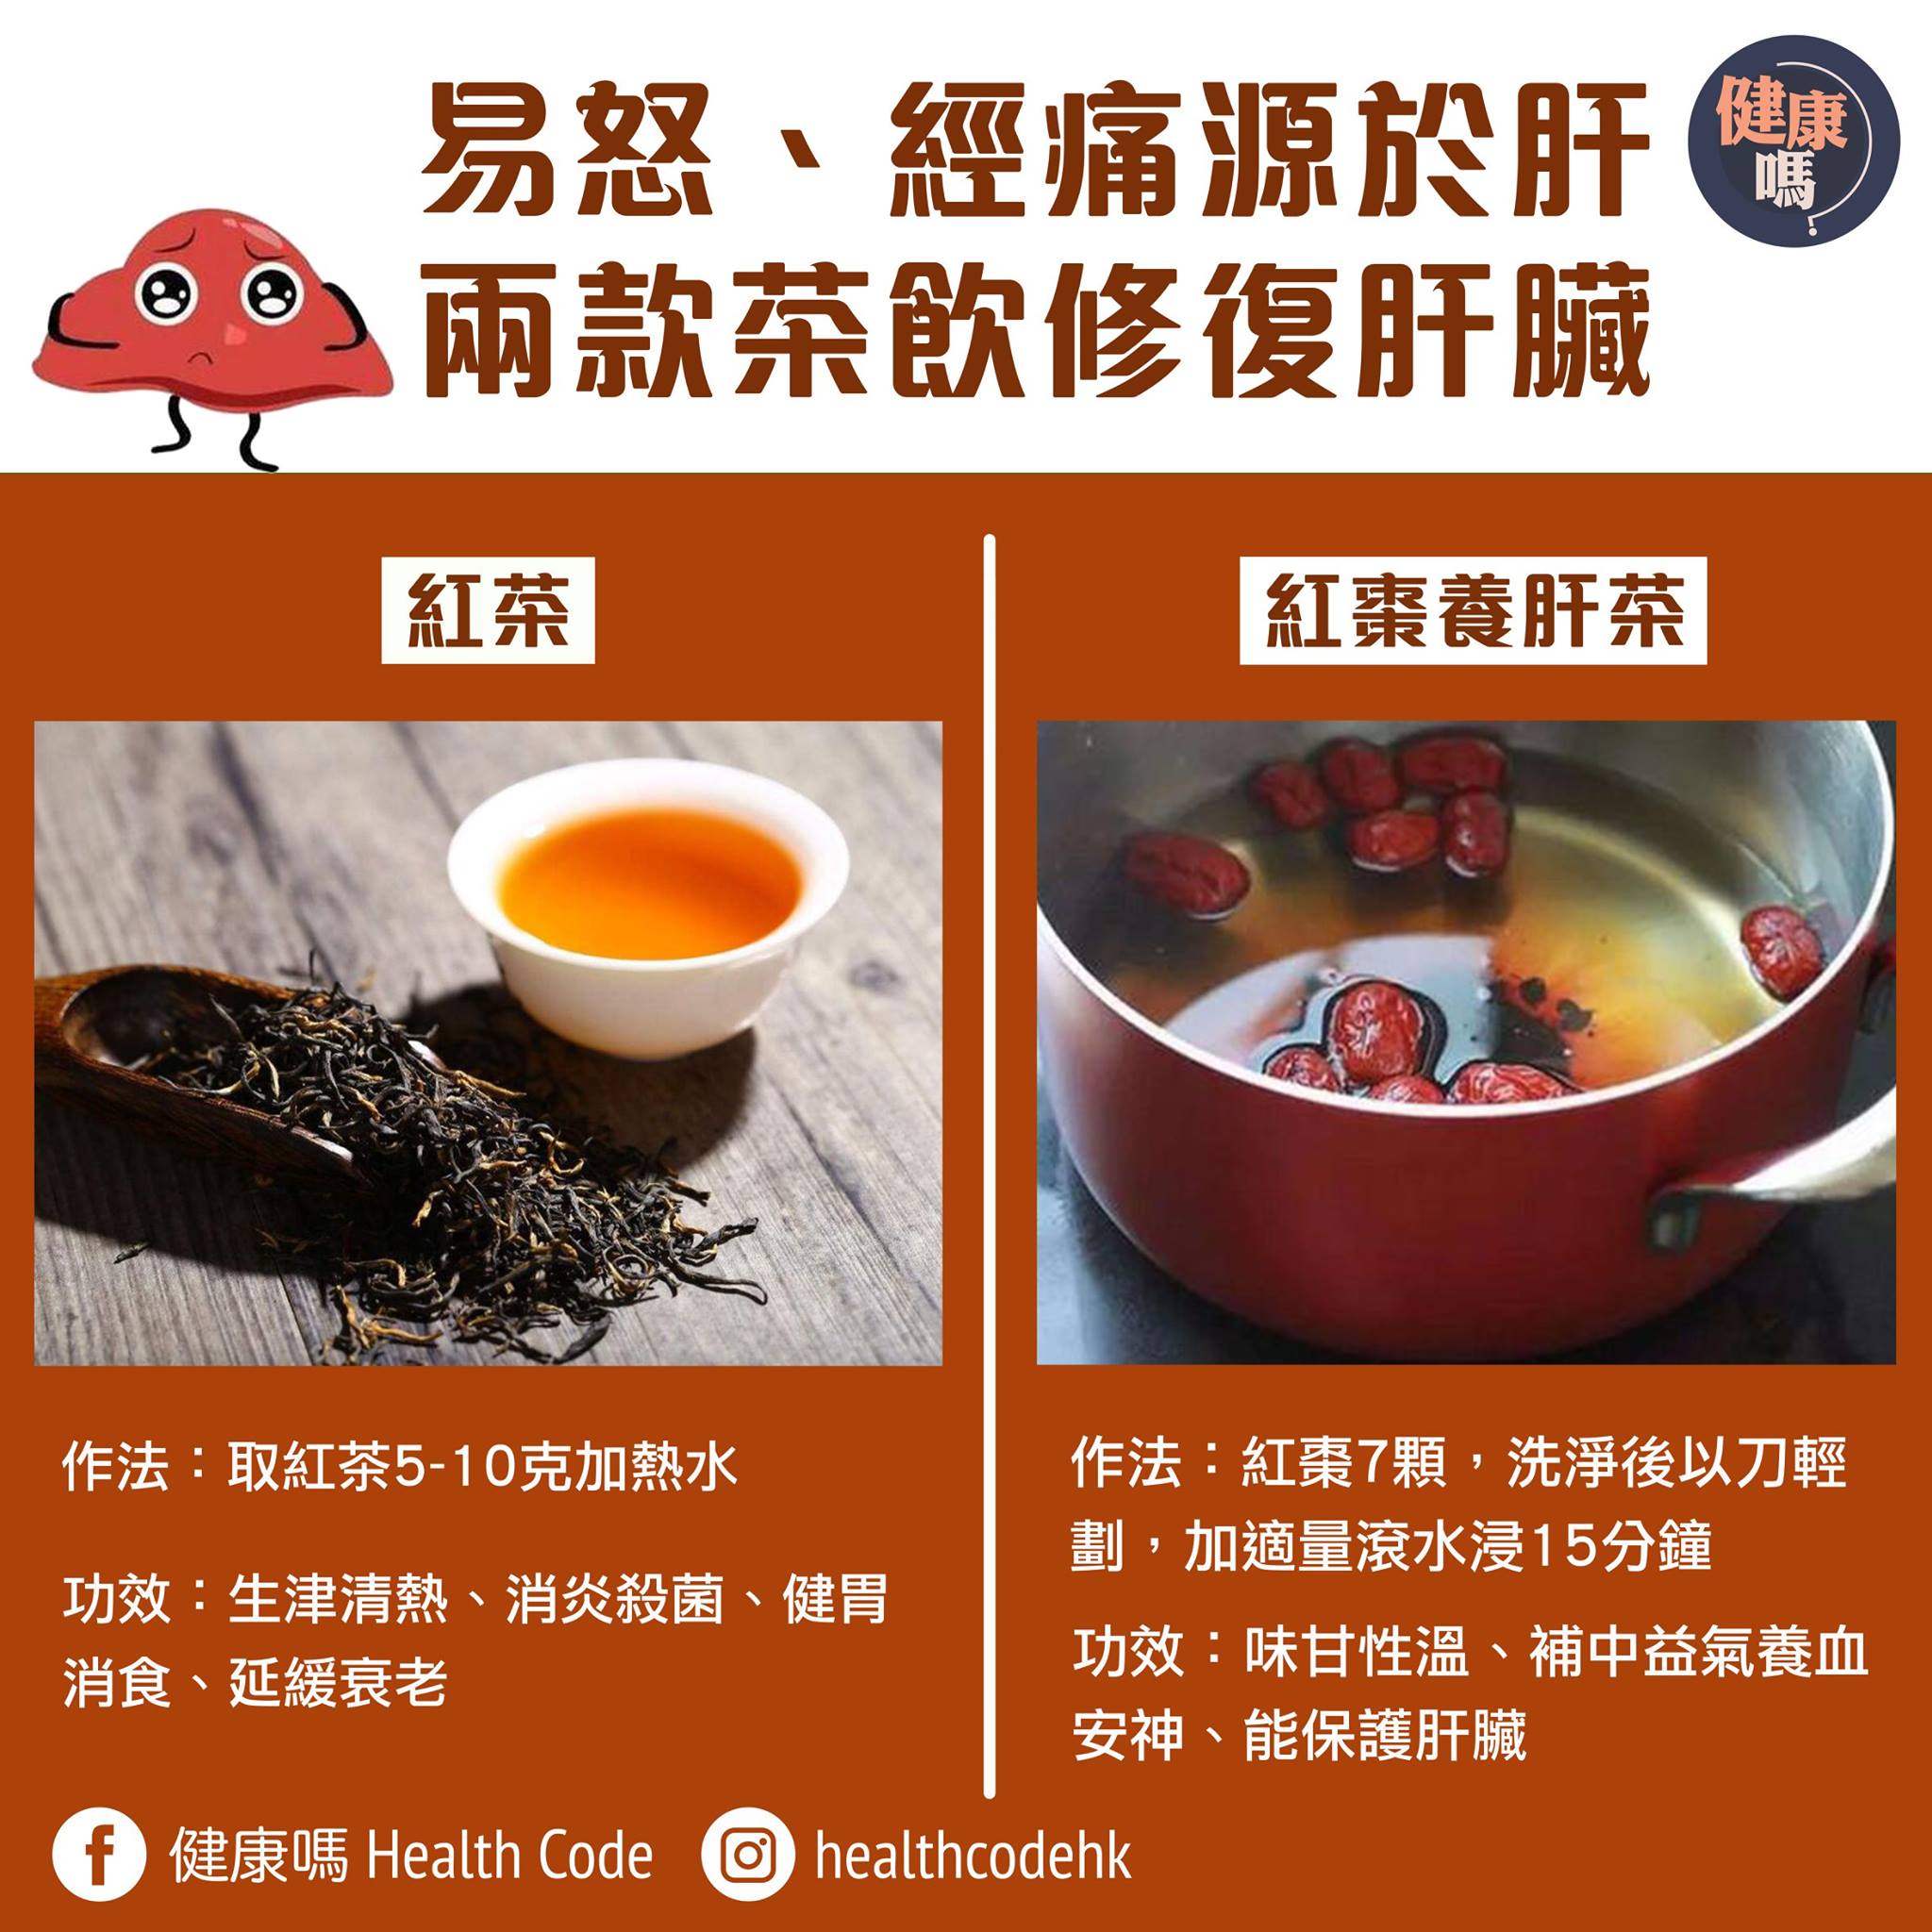 易怒、經痛源於肝
兩款茶飲修復肝臟
健康
嗎?
紅茶
作法：取紅茶5-10克加熱水
功效：生津清熱、消炎殺菌、健胃
消食、延緩衰老
紅棗養肝茶
作法：紅棗7顆，洗淨後以刀輕
劃，加適量滾水浸15分鐘
功效：味甘性溫、補中益氣養血
安神、能保護肝臟
健康嗎 Health Code
healthcodehk